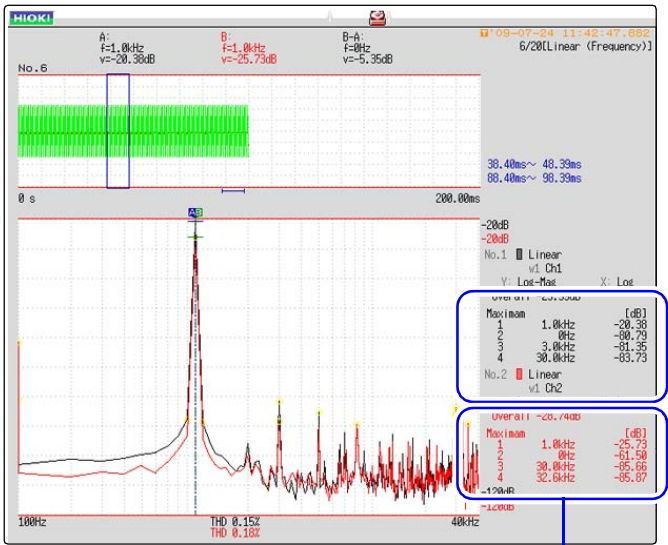 HIOKI
A: B: B-A: '09-07-24 11:42:47.882
f=1.0kHz f=1.0kHz f=0Hz 6/20[Linear (Frequency)]
v=-20.38dB v=-25.73dB v=-5.35dB
No.6
38.40ms~ 48.39ms
88.40ms~ 98.39ms
0 s 200.00ms
AB
-20dB
-20dB
No.1 Linear
w1 Ch1
Y: Log-Mag X: Log
Maximam [dB]
1 1.0kHz -20.38
2 0Hz -80.79
3 3.0kHz -81.35
4 30.0kHz -83.73
No.2 Linear
w1 Ch2
Overall -28.74dB
Maximam [dB]
1 1.0kHz -25.73
2 0Hz -61.50
3 30.0kHz -85.66
4 32.6kHz -85.87
-120dB
-120dB
100Hz THD 0.15% 40kHz
THD 0.18%